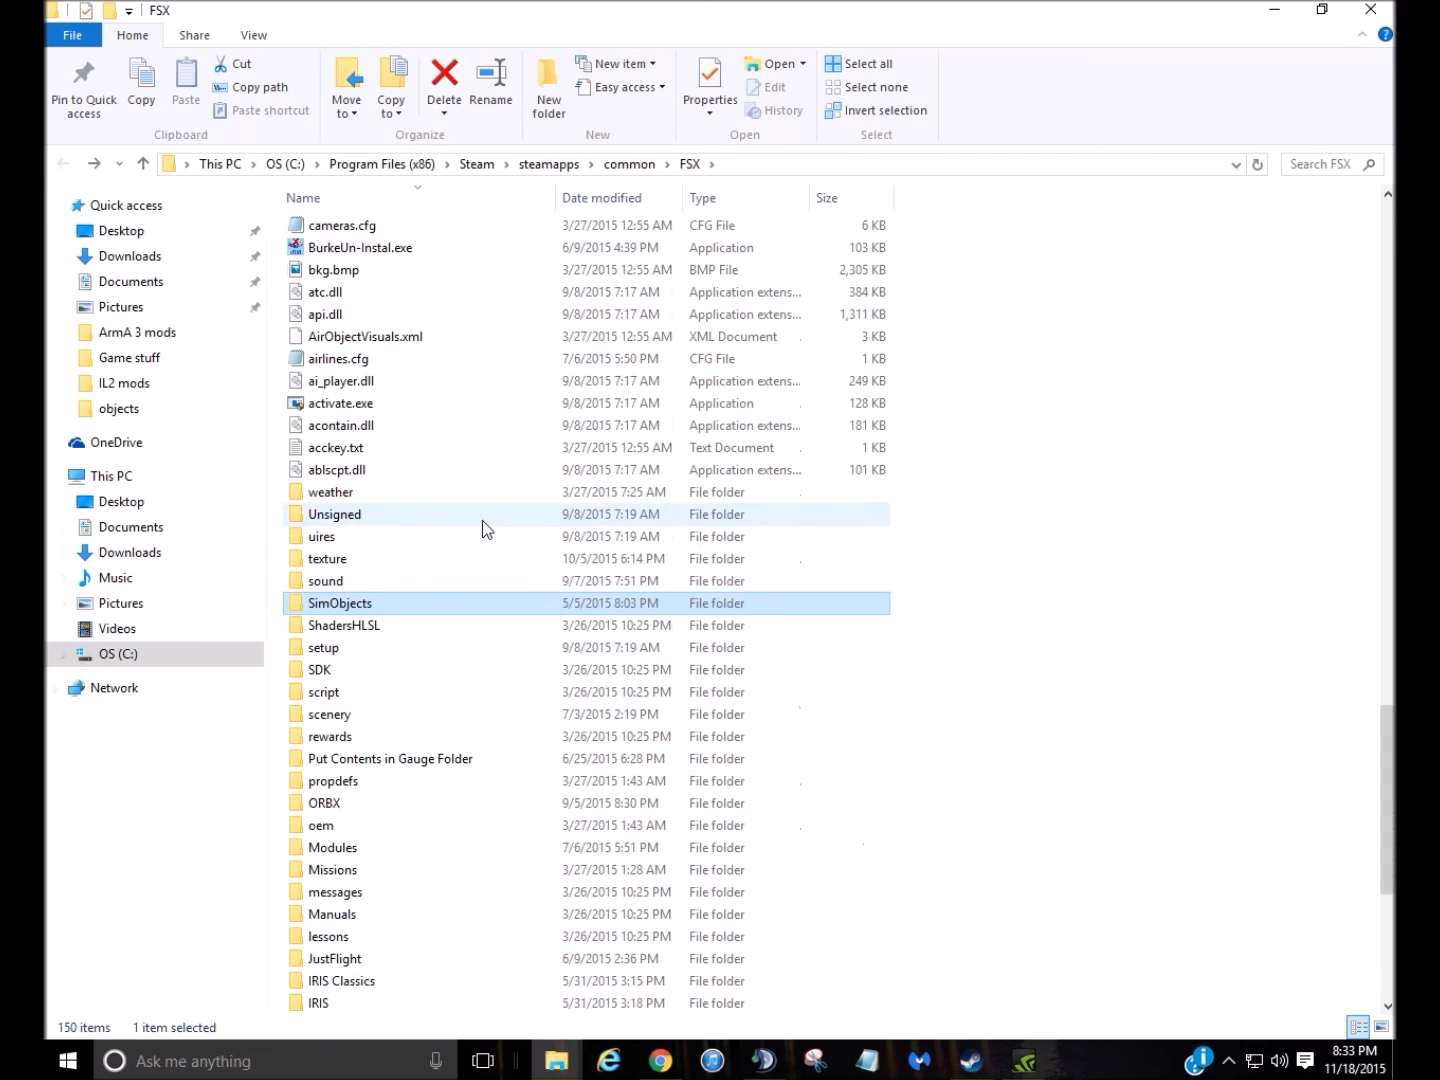 FSX
File Home Share View
Pin to Quick access
Copy
Paste
Cut
Copy path
Paste shortcut
Clipboard
Move to
Copy to
Delete
Rename
Organize
New folder
New item
Easy access
New
Properties
Open
Edit
History
Open
Select all
Select none
Invert selection
Select
This PC > OS (C:) > Program Files (x86) > Steam > steamapps > common > FSX >
Search FSX
Quick access
Desktop
Downloads
Documents
Pictures
ArmA 3 mods
Game stuff
IL2 mods
objects
OneDrive
This PC
Desktop
Documents
Downloads
Music
Pictures
Videos
OS (C:)
Network
Name Date modified Type Size
cameras.cfg 3/27/2015 12:55 AM CFG File 6 KB
BurkeUn-Instal.exe 6/9/2015 4:39 PM Application 103 KB
bkg.bmp 3/27/2015 12:55 AM BMP File 2,305 KB
atc.dll 9/8/2015 7:17 AM Application extens... 384 KB
api.dll 9/8/2015 7:17 AM Application extens... 1,311 KB
AirObjectVisuals.xml 3/27/2015 12:55 AM XML Document 3 KB
airlines.cfg 7/6/2015 5:50 PM CFG File 1 KB
ai_player.dll 9/8/2015 7:17 AM Application extens... 249 KB
activate.exe 9/8/2015 7:17 AM Application 128 KB
acontain.dll 9/8/2015 7:17 AM Application extens... 181 KB
acckey.txt 3/27/2015 12:55 AM Text Document 1 KB
ablscpt.dll 9/8/2015 7:17 AM Application extens... 101 KB
weather 3/27/2015 7:25 AM File folder
Unsigned 9/8/2015 7:19 AM File folder
uires 9/8/2015 7:19 AM File folder
texture 10/5/2015 6:14 PM File folder
sound 9/7/2015 7:51 PM File folder
SimObjects 5/5/2015 8:03 PM File folder
ShadersHLSL 3/26/2015 10:25 PM File folder
setup 9/8/2015 7:19 AM File folder
SDK 3/26/2015 10:25 PM File folder
script 3/26/2015 10:25 PM File folder
scenery 7/3/2015 2:19 PM File folder
rewards 3/26/2015 10:25 PM File folder
Put Contents in Gauge Folder 6/25/2015 6:28 PM File folder
propdefs 3/27/2015 1:43 AM File folder
ORBX 9/5/2015 8:30 PM File folder
oem 3/27/2015 1:43 AM File folder
Modules 7/6/2015 5:51 PM File folder
Missions 3/27/2015 1:28 AM File folder
messages 3/26/2015 10:25 PM File folder
Manuals 3/26/2015 10:25 PM File folder
lessons 3/26/2015 10:25 PM File folder
JustFlight 6/9/2015 2:36 PM File folder
IRIS Classics 5/31/2015 3:15 PM File folder
IRIS 5/31/2015 3:18 PM File folder
150 items 1 item selected
Ask me anything
8:33 PM
11/18/2015